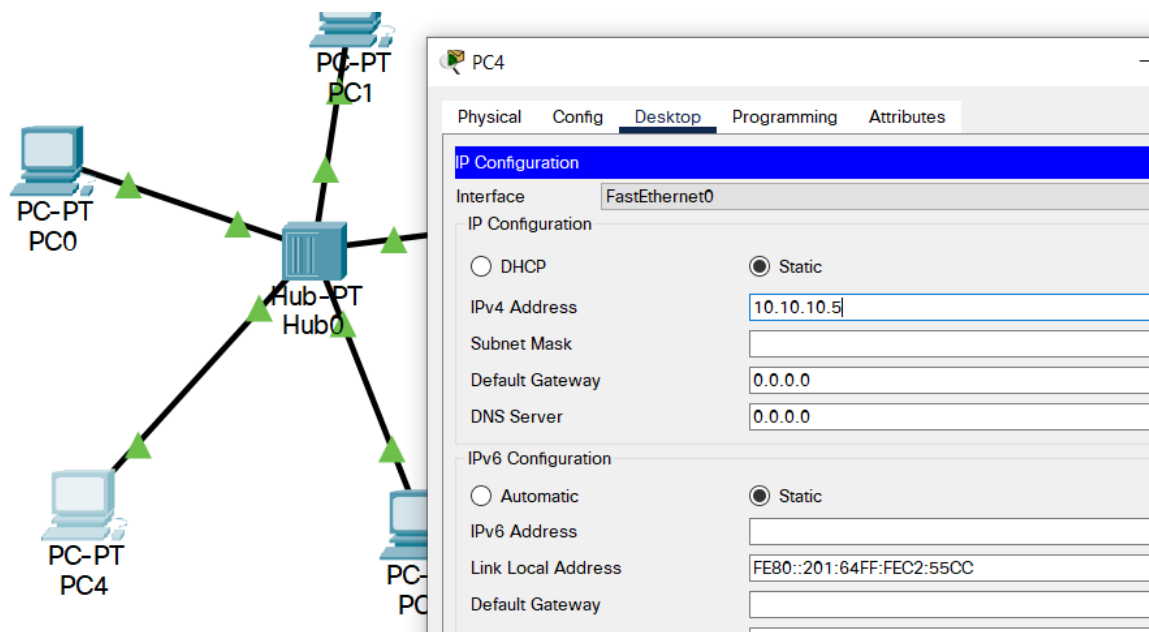 PC-PT
PC1
PC-PT
PC0
Hub-PT
Hub0
PC-PT
PC4
PC-
PC
PC4
Physical Config Desktop Programming Attributes
IP Configuration
Interface FastEthernet0
IP Configuration
DHCP Static
IPv4 Address 10.10.10.5
Subnet Mask
Default Gateway 0.0.0.0
DNS Server 0.0.0.0
IPv6 Configuration
Automatic Static
IPv6 Address
Link Local Address FE80::201:64FF:FEC2:55CC
Default Gateway